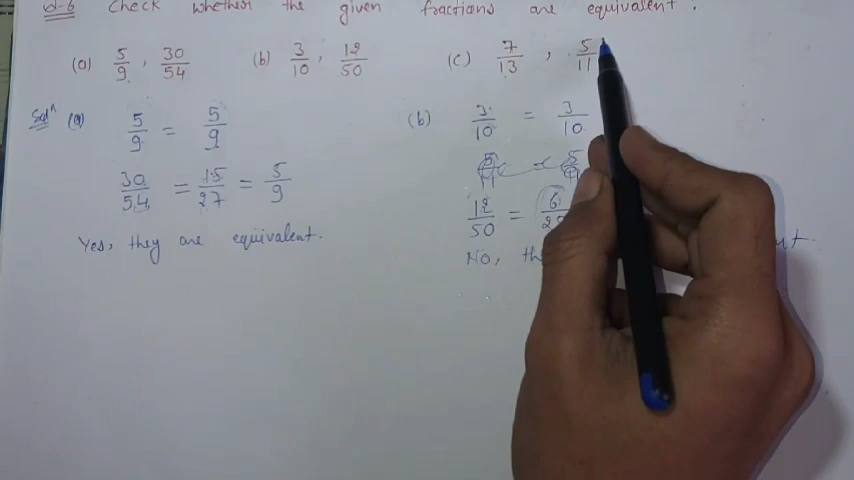 Q-6 Check whether the given fractions are equivalent.
(a) 5/9, 30/54 (b) 3/10, 12/50 (c) 7/13, 5/11
Solⁿ (a) 5/9 = 5/9 (b) 3/10 = 3/10
30/54 = 15/27 = 5/9 12/50 = 6/
Yes, they are equivalent. No,